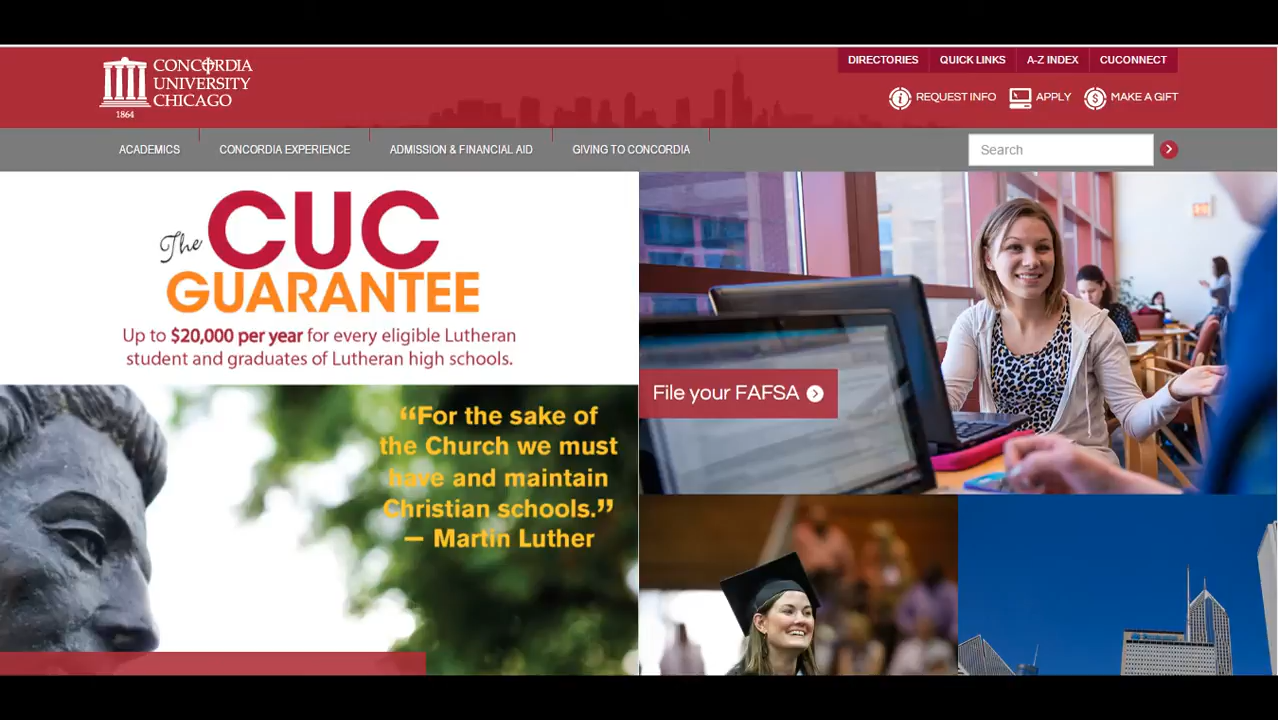 CONCORDIA
UNIVERSITY
CHICAGO
1864
DIRECTORIES
QUICK LINKS
A-Z INDEX
CUCONNECT
REQUEST INFO
APPLY
MAKE A GIFT
ACADEMICS
CONCORDIA EXPERIENCE
ADMISSION & FINANCIAL AID
GIVING TO CONCORDIA
Search
The CUC
GUARANTEE
Up to $20,000 per year for every eligible Lutheran
student and graduates of Lutheran high schools.
“For the sake of
the Church we must
have and maintain
Christian schools.”
— Martin Luther
File your FAFSA